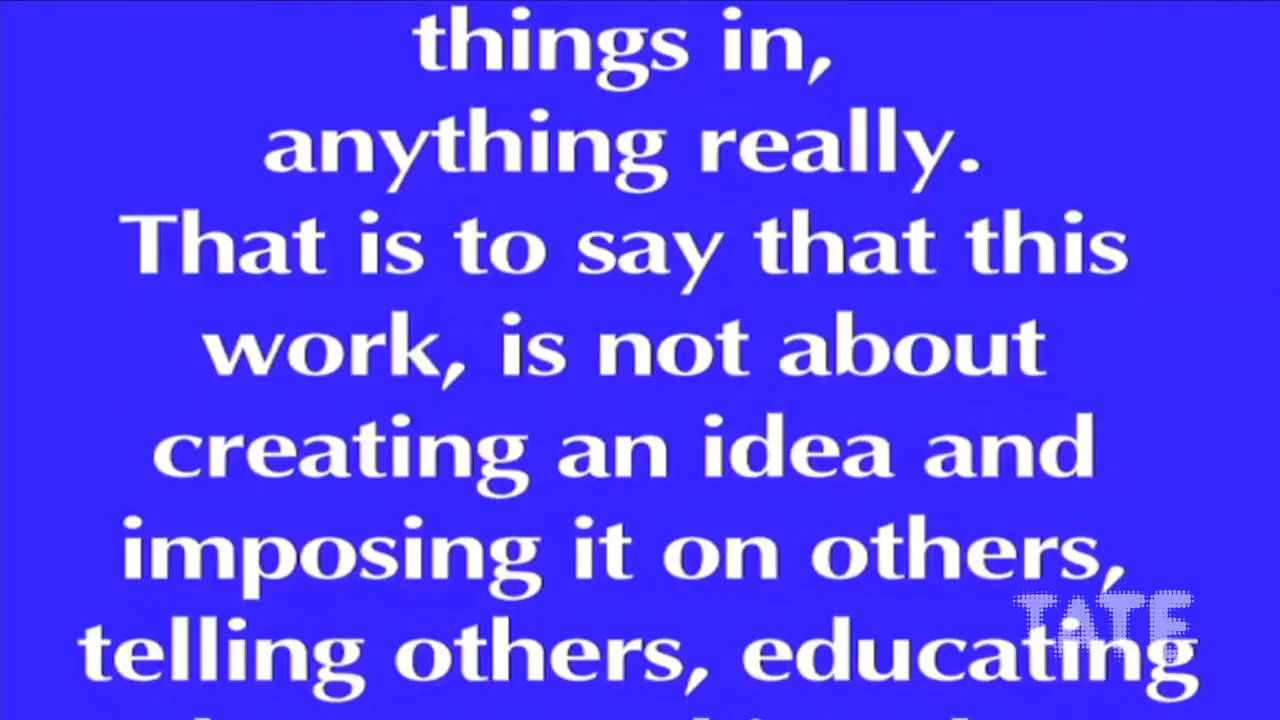 things in,
anything really.
That is to say that this
work, is not about
creating an idea and
imposing it on others,
TATE
telling others, educating